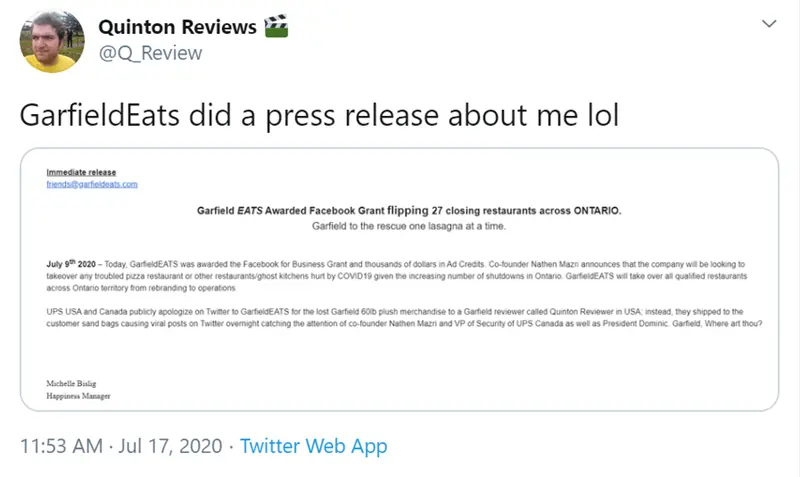 Quinton Reviews 🎬
@Q_Review
GarfieldEats did a press release about me lol
Immediate release
friends@garfieldeats.com
Garfield EATS Awarded Facebook Grant flipping 27 closing restaurants across ONTARIO.
Garfield to the rescue one lasagna at a time.
July 9th 2020 – Today, GarfieldEATS was awarded the Facebook for Business Grant and thousands of dollars in Ad Credits. Co-founder Nathen Mazri announces that the company will be looking to
takeover any troubled pizza restaurant or other restaurants/ghost kitchens hurt by COVID19 given the increasing number of shutdowns in Ontario. GarfieldEATS will take over all qualified restaurants
across Ontario territory from rebranding to operations.
UPS USA and Canada publicly apologize on Twitter to GarfieldEATS for the lost Garfield 60lb plush merchandise to a Garfield reviewer called Quinton Reviewer in USA; instead, they shipped to the
customer sand bags causing viral posts on Twitter overnight catching the attention of co-founder Nathen Mazri and VP of Security of UPS Canada as well as President Dominic. Garfield, Where art thou?
Michelle Bislig
Happiness Manager
11:53 AM · Jul 17, 2020 · Twitter Web App